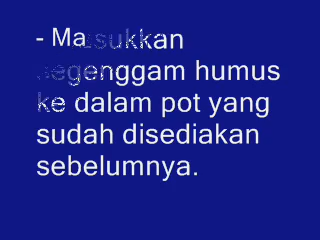 - Masukkan
segenggam humus
ke dalam pot yang
sudah disediakan
sebelumnya.